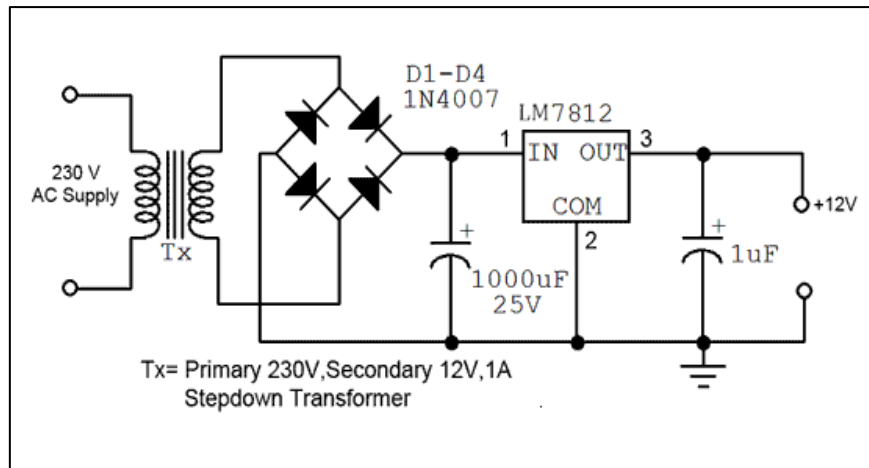 D1-D4
1N4007
LM7812
1
IN OUT
3
230 V
AC Supply
COM
+12V
2
+
+
Tx
1000uF
25V
1uF
Tx= Primary 230V,Secondary 12V,1A
Stepdown Transformer